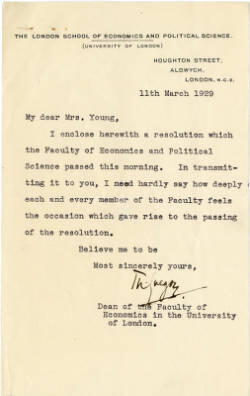 THE LONDON SCHOOL OF ECONOMICS AND POLITICAL SCIENCE.
(UNIVERSITY OF LONDON)
HOUGHTON STREET,
ALDWYCH,
LONDON, W.C.2.
11th March 1929
My dear Mrs. Young,
I enclose herewith a resolution which
the Faculty of Economics and Political
Science passed this morning. In transmit-
ting it to you, I need hardly say how deeply
each and every member of the Faculty feels
the occasion which gave rise to the passing
of the resolution.
Believe me to be
Most sincerely yours,
Dean of the Faculty of
Economics in the University
of London.